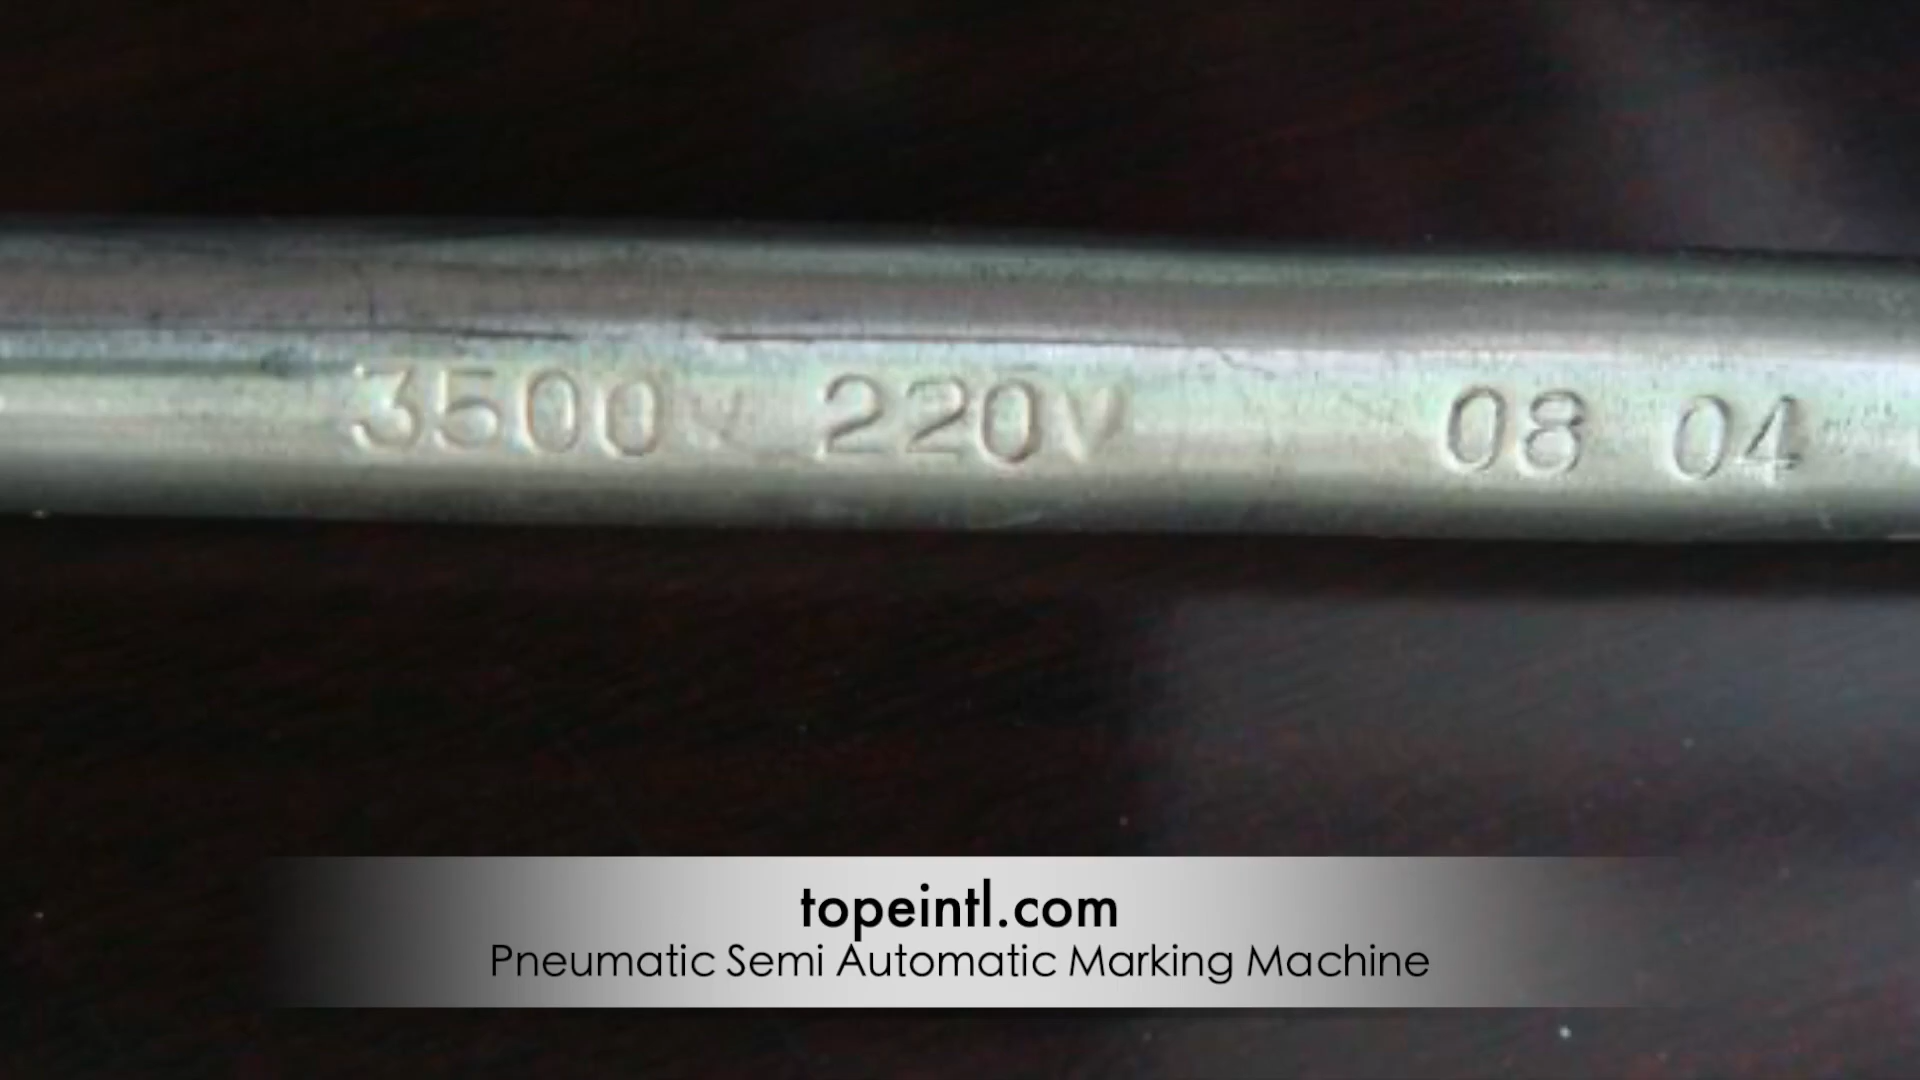 3500W 220V 08 04
topeintl.com
Pneumatic Semi Automatic Marking Machine